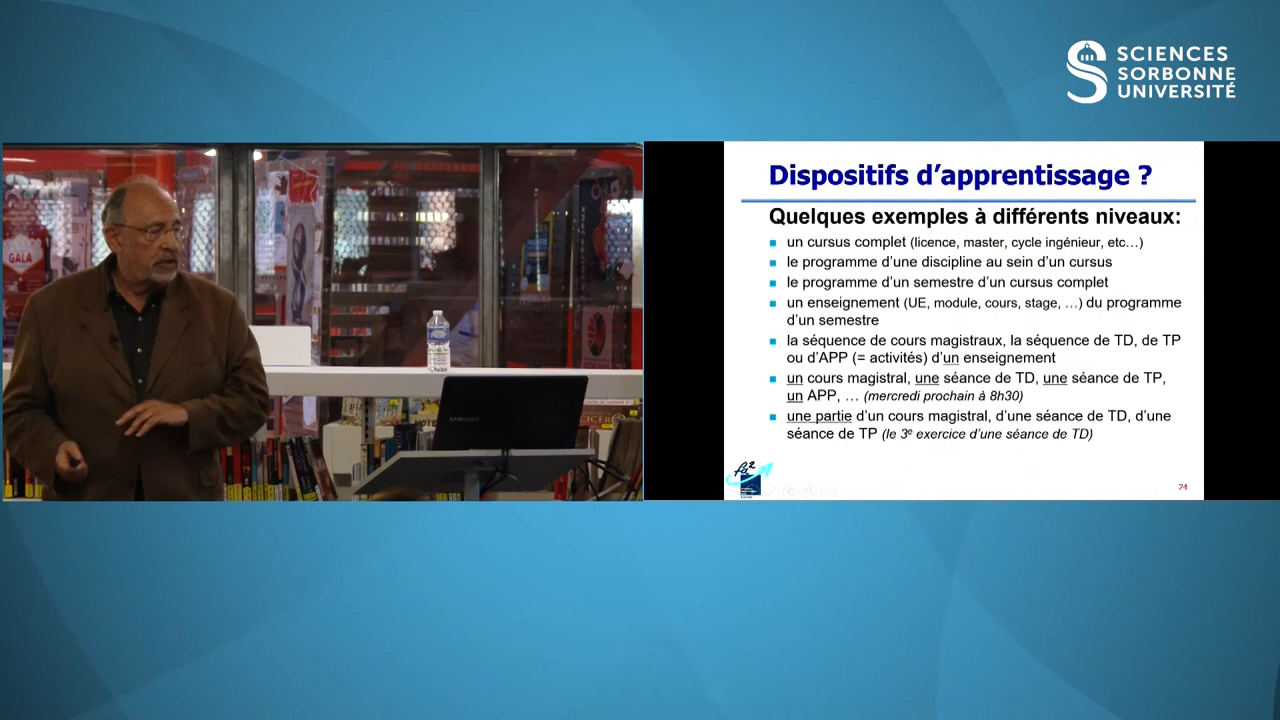 SCIENCES
SORBONNE
UNIVERSITÉ
GALA
SAMSUNG
Dispositifs d’apprentissage ?
Quelques exemples à différents niveaux:
un cursus complet (licence, master, cycle ingénieur, etc…)
le programme d’une discipline au sein d’un cursus
le programme d’un semestre d’un cursus complet
un enseignement (UE, module, cours, stage, …) du programme
d’un semestre
la séquence de cours magistraux, la séquence de TD, de TP
ou d’APP (= activités) d’un enseignement
un cours magistral, une séance de TD, une séance de TP,
un APP, … (mercredi prochain à 8h30)
une partie d’un cours magistral, d’une séance de TD, d’une
séance de TP (le 3e exercice d’une séance de TD)
24